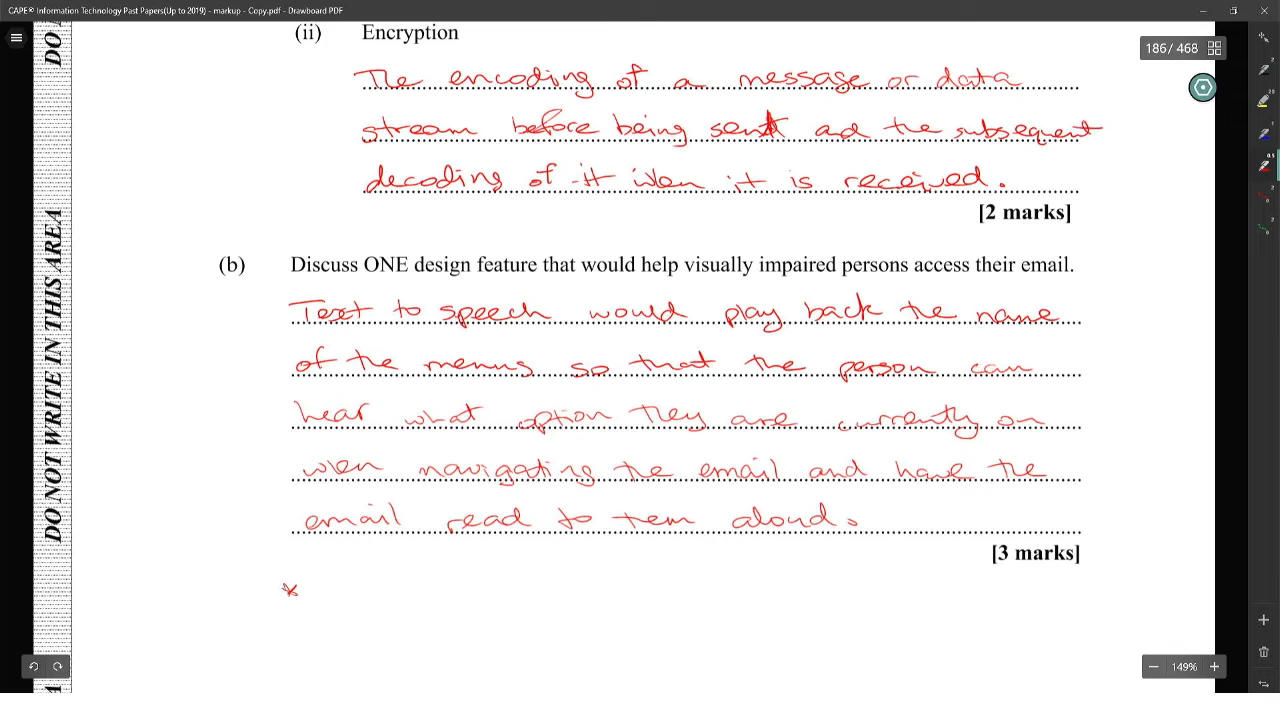 CAPE® Information Technology Past Papers(Up to 2019) - markup - Copy.pdf - Drawboard PDF
186 / 468
(ii) Encryption
The encoding of a message or data
stream before being sent and the subsequent
decoding of it when it is received.
[2 marks]
(b) Discuss ONE design feature that would help visually impaired persons access their email.
Text to speech would play back the name
of the menus so that the person can
hear what option they are currently on
when navigating the email and have the
email read to tem aloud.
[3 marks]
*
DO NOT WRITE IN THIS AREA
DO
A
149%